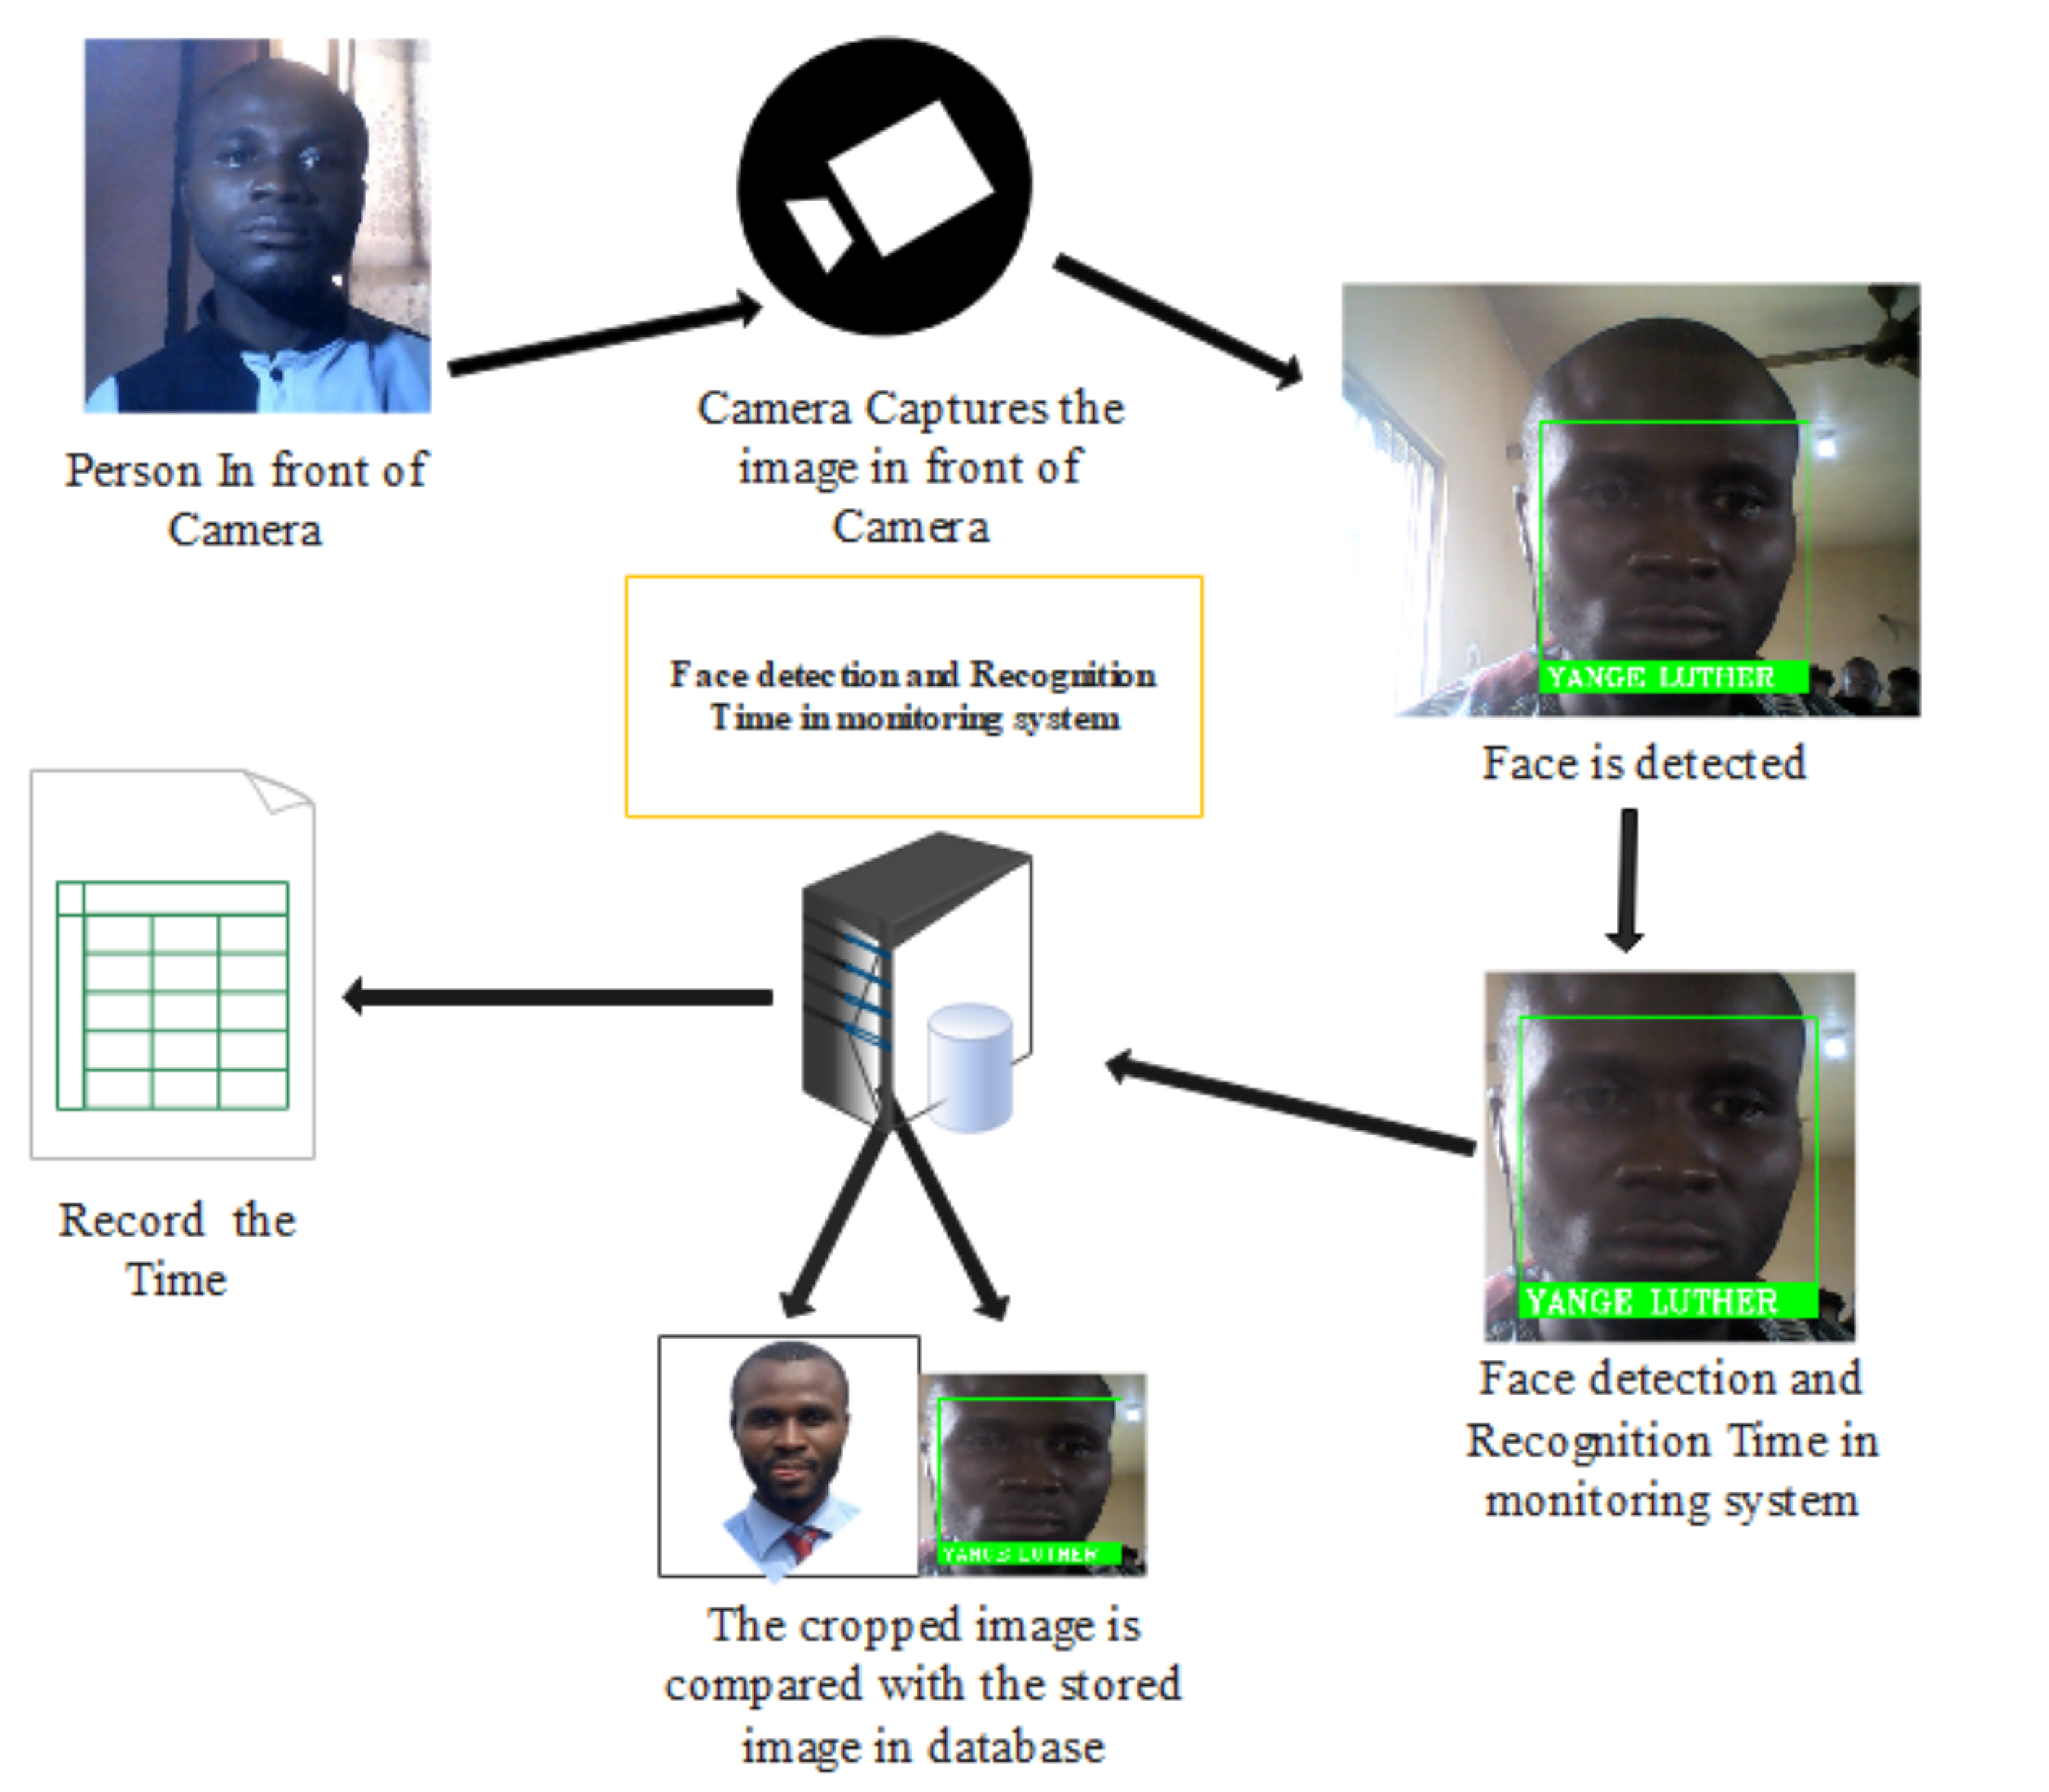 Person In front of
Camera
Camera Captures the
image in front of
Camera
YANGE LUTHER
Face is detected
Face detection and Recognition
Time in monitoring system
YANGE LUTHER
Face detection and
Recognition Time in
monitoring system
Record the
Time
YANGE LUTHER
The cropped image is
compared with the stored
image in database